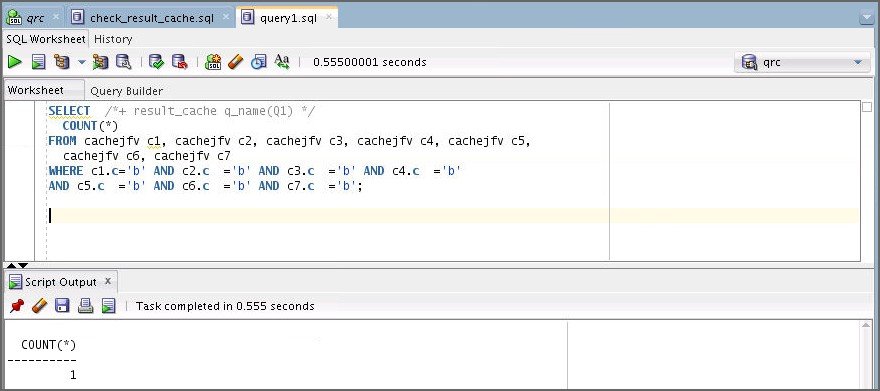 qrc × check_result_cache.sql × query1.sql ×
SQL Worksheet History
0.55500001 seconds qrc
Worksheet Query Builder
SELECT /*+ result_cache q_name(Q1) */
COUNT(*)
FROM cachejfv c1, cachejfv c2, cachejfv c3, cachejfv c4, cachejfv c5,
cachejfv c6, cachejfv c7
WHERE c1.c='b' AND c2.c ='b' AND c3.c ='b' AND c4.c ='b'
AND c5.c ='b' AND c6.c ='b' AND c7.c ='b';
Script Output ×
Task completed in 0.555 seconds
COUNT(*)
----------
1